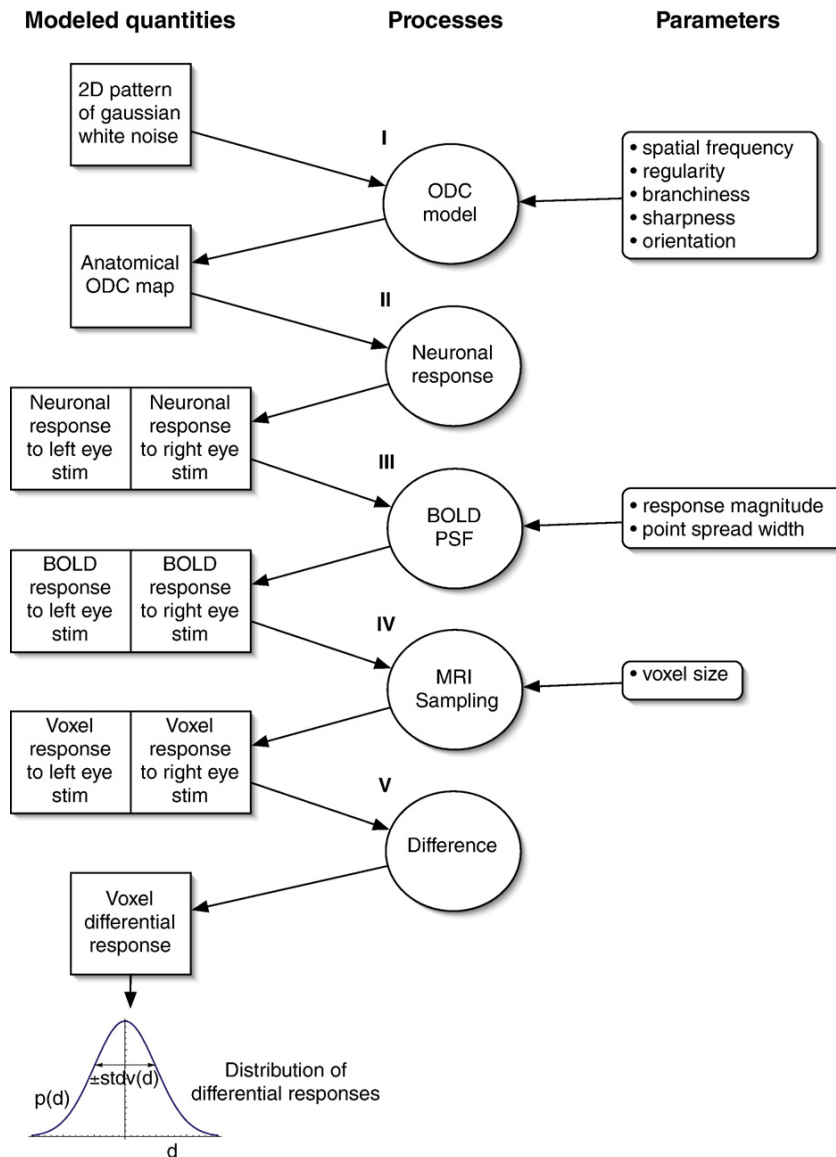 Modeled quantities
Processes
Parameters
2D pattern
of gaussian
white noise
I
ODC
model
• spatial frequency
• regularity
• branchiness
• sharpness
• orientation
Anatomical
ODC map
II
Neuronal
response
Neuronal
response
to left eye
stim
Neuronal
response
to right eye
stim
III
BOLD
PSF
• response magnitude
• point spread width
BOLD
response
to left eye
stim
BOLD
response
to right eye
stim
IV
MRI
Sampling
• voxel size
Voxel
response
to left eye
stim
Voxel
response
to right eye
stim
V
Difference
Voxel
differential
response
±stdv(d)
p(d)
d
Distribution of
differential responses